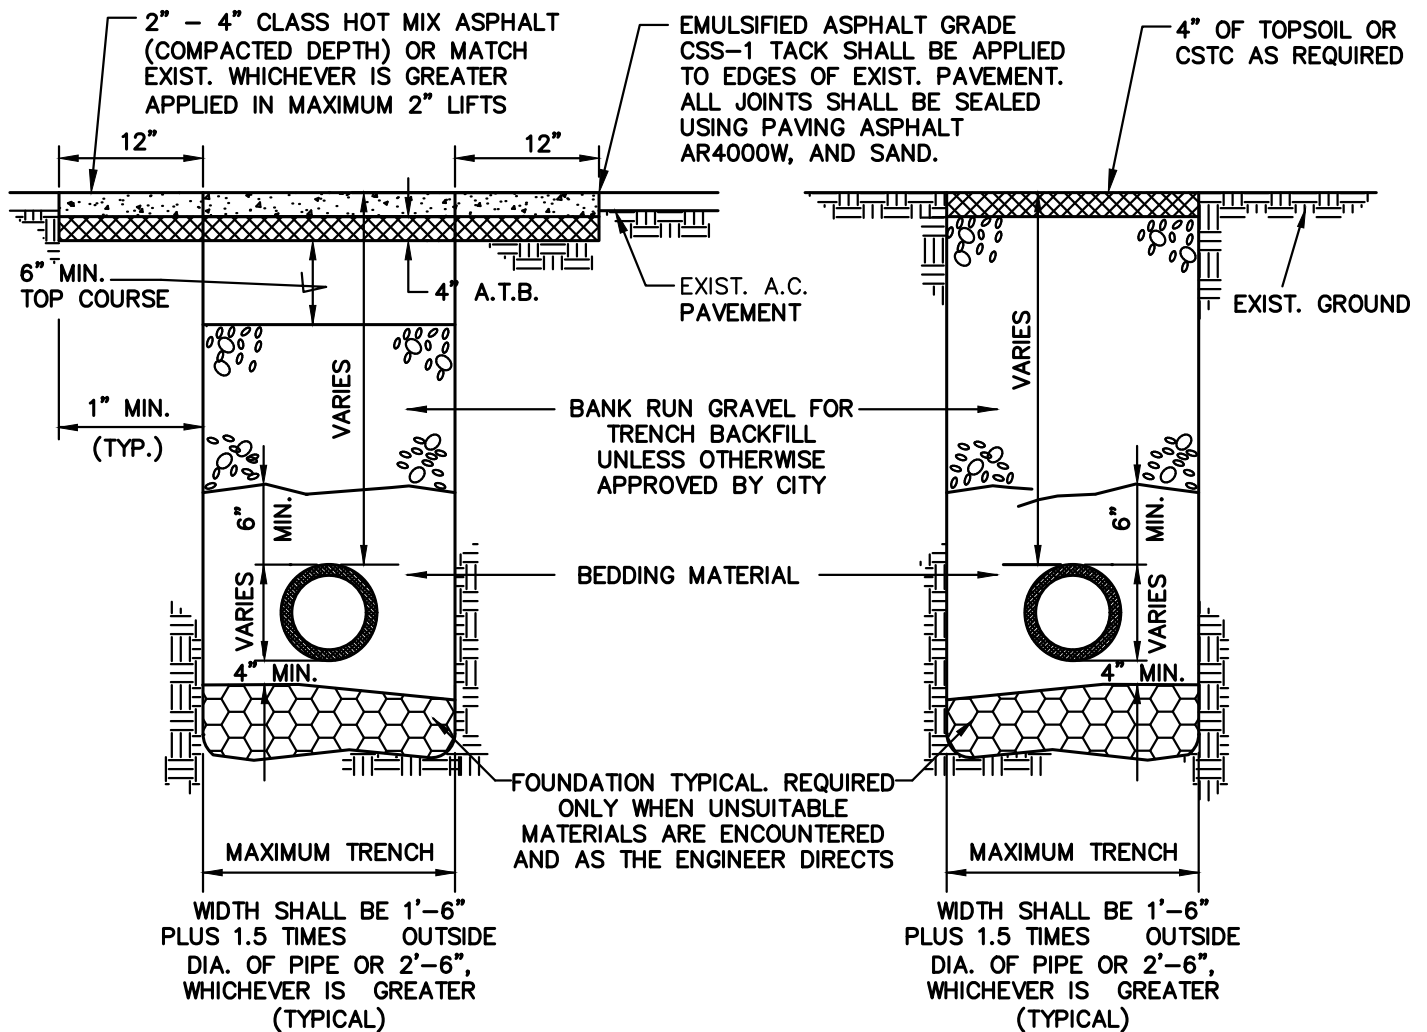 2” – 4” CLASS HOT MIX ASPHALT
(COMPACTED DEPTH) OR MATCH
EXIST. WHICHEVER IS GREATER
APPLIED IN MAXIMUM 2” LIFTS
EMULSIFIED ASPHALT GRADE
CSS–1 TACK SHALL BE APPLIED
TO EDGES OF EXIST. PAVEMENT.
ALL JOINTS SHALL BE SEALED
USING PAVING ASPHALT
AR4000W, AND SAND.
4” OF TOPSOIL OR
CSTC AS REQUIRED
12”
12”
6” MIN.
TOP COURSE
4” A.T.B.
EXIST. A.C.
PAVEMENT
EXIST. GROUND
VARIES
VARIES
1” MIN.
(TYP.)
BANK RUN GRAVEL FOR
TRENCH BACKFILL
UNLESS OTHERWISE
APPROVED BY CITY
6”
MIN.
6”
MIN.
BEDDING MATERIAL
VARIES
VARIES
4” MIN.
4” MIN.
FOUNDATION TYPICAL. REQUIRED
ONLY WHEN UNSUITABLE
MATERIALS ARE ENCOUNTERED
AND AS THE ENGINEER DIRECTS
MAXIMUM TRENCH
WIDTH SHALL BE 1’–6”
PLUS 1.5 TIMES OUTSIDE
DIA. OF PIPE OR 2’–6”,
WHICHEVER IS GREATER
(TYPICAL)
MAXIMUM TRENCH
WIDTH SHALL BE 1’–6”
PLUS 1.5 TIMES OUTSIDE
DIA. OF PIPE OR 2’–6”,
WHICHEVER IS GREATER
(TYPICAL)